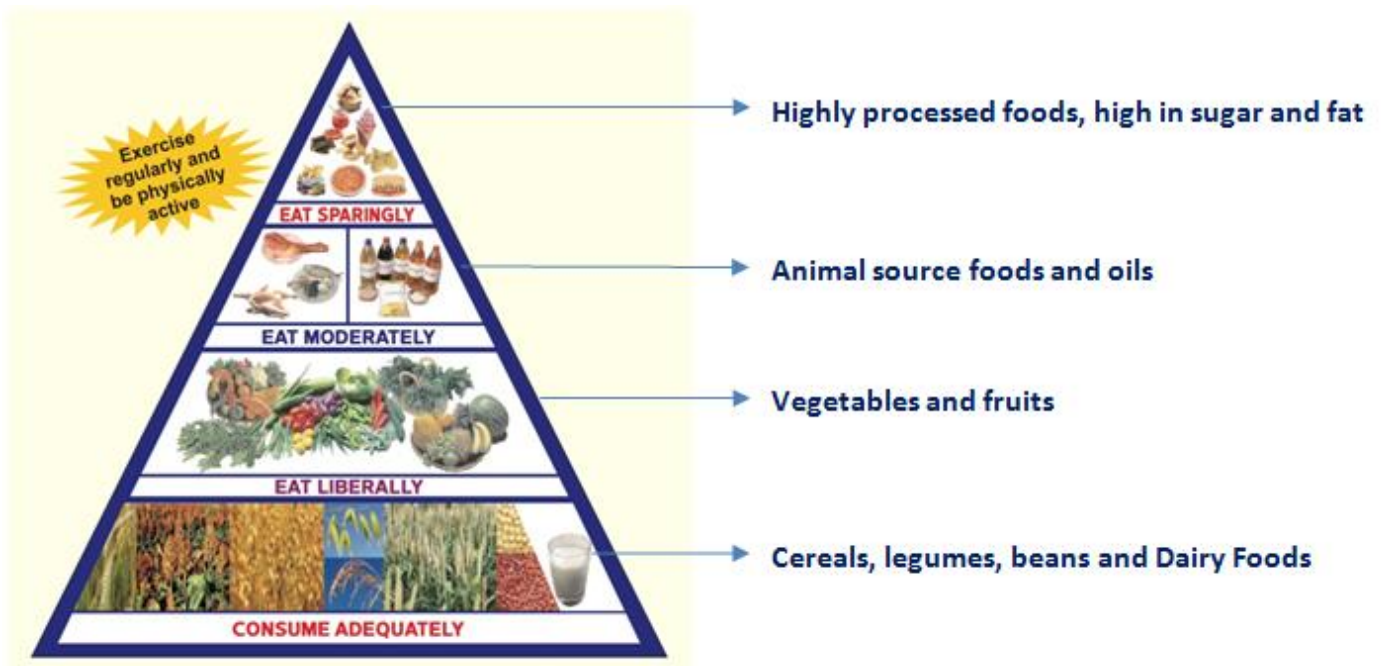 Highly processed foods, high in sugar and fat
Exercise
regularly and
be physically
active
EAT SPARINGLY
Animal source foods and oils
EAT MODERATELY
Vegetables and fruits
EAT LIBERALLY
Cereals, legumes, beans and Dairy Foods
CONSUME ADEQUATELY